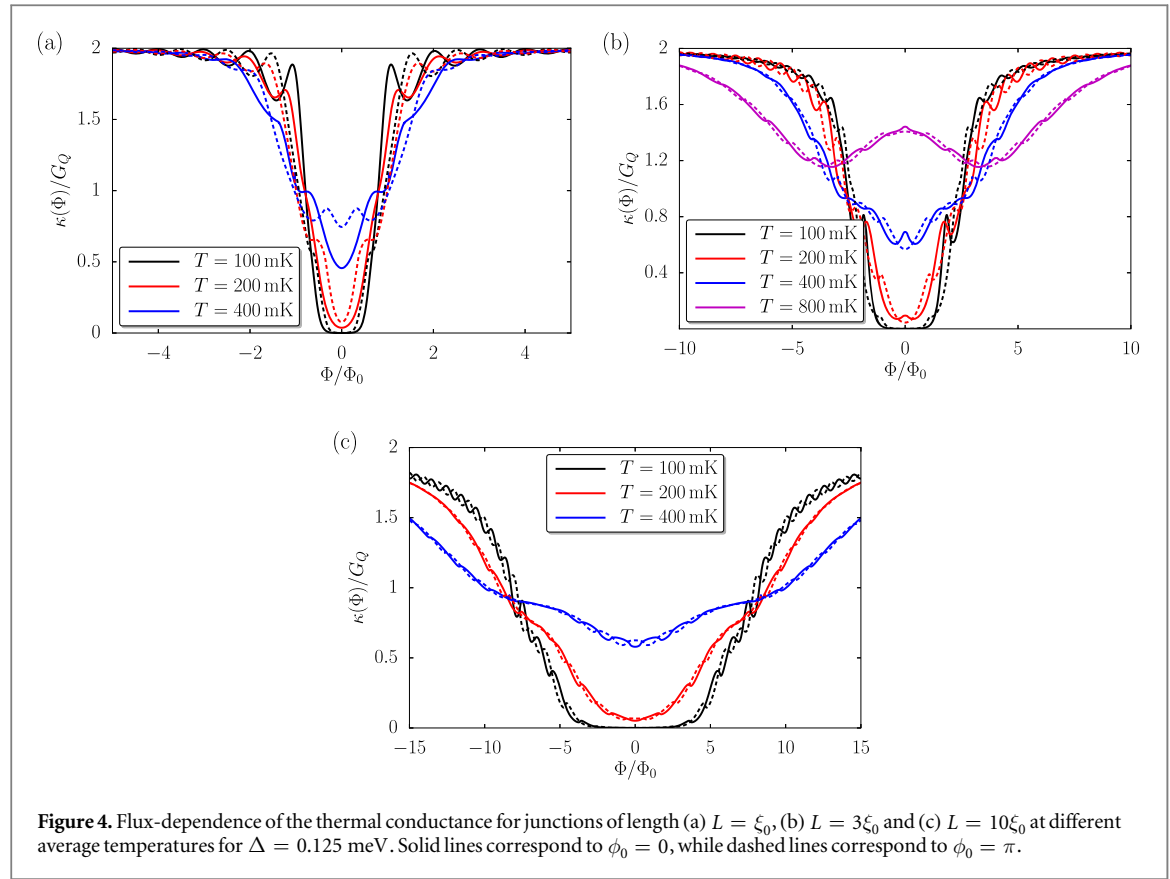 (a)
2
1.5
1
0.5
0
κ(Φ)/G_Q
T = 100 mK
T = 200 mK
T = 400 mK
−4 −2 0 2 4
Φ/Φ_0
(b)
2
1.6
1.2
0.8
0.4
κ(Φ)/G_Q
T = 100 mK
T = 200 mK
T = 400 mK
T = 800 mK
−10 −5 0 5 10
Φ/Φ_0
(c)
2
1.5
1
0.5
0
κ(Φ)/G_Q
T = 100 mK
T = 200 mK
T = 400 mK
−15 −10 −5 0 5 10 15
Φ/Φ_0
Figure 4. Flux-dependence of the thermal conductance for junctions of length (a) L = ξ_0, (b) L = 3ξ_0 and (c) L = 10ξ_0 at different
average temperatures for Δ = 0.125 meV. Solid lines correspond to ϕ_0 = 0, while dashed lines correspond to ϕ_0 = π.